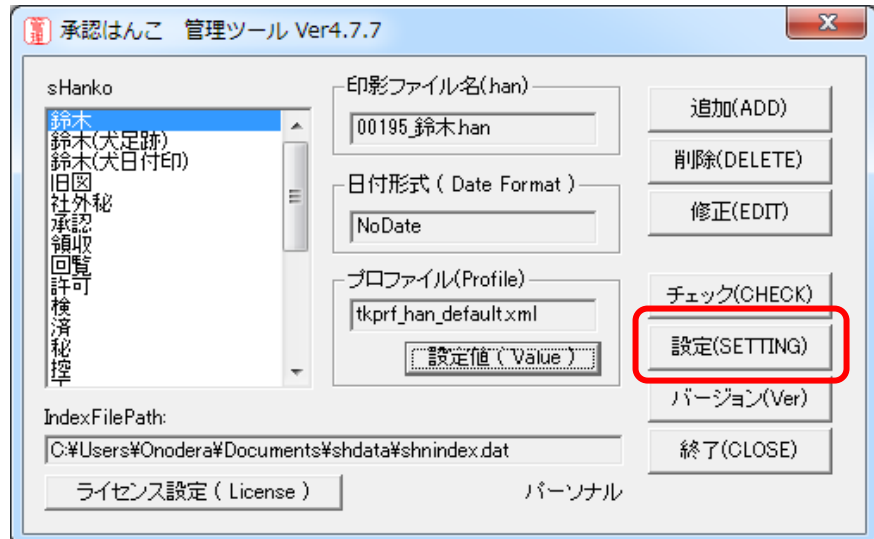 管理
承認はんこ 管理ツール Ver4.7.7
sHanko
鈴木
鈴木(犬足跡)
鈴木(犬日付印)
旧図
社外秘
承認
領収
回覧
許可
検
済
秘
控
印影ファイル名(.han)
00195_鈴木.han
日付形式 ( Date Format )
NoDate
プロファイル(Profile)
tkprf_han_default.xml
設定値 ( Value )
追加(ADD)
削除(DELETE)
修正(EDIT)
チェック(CHECK)
設定(SETTING)
バージョン(Ver)
終了(CLOSE)
IndexFilePath:
C:¥Users¥Onodera¥Documents¥shdata¥shnindex.dat
ライセンス設定 ( License )
パーソナル